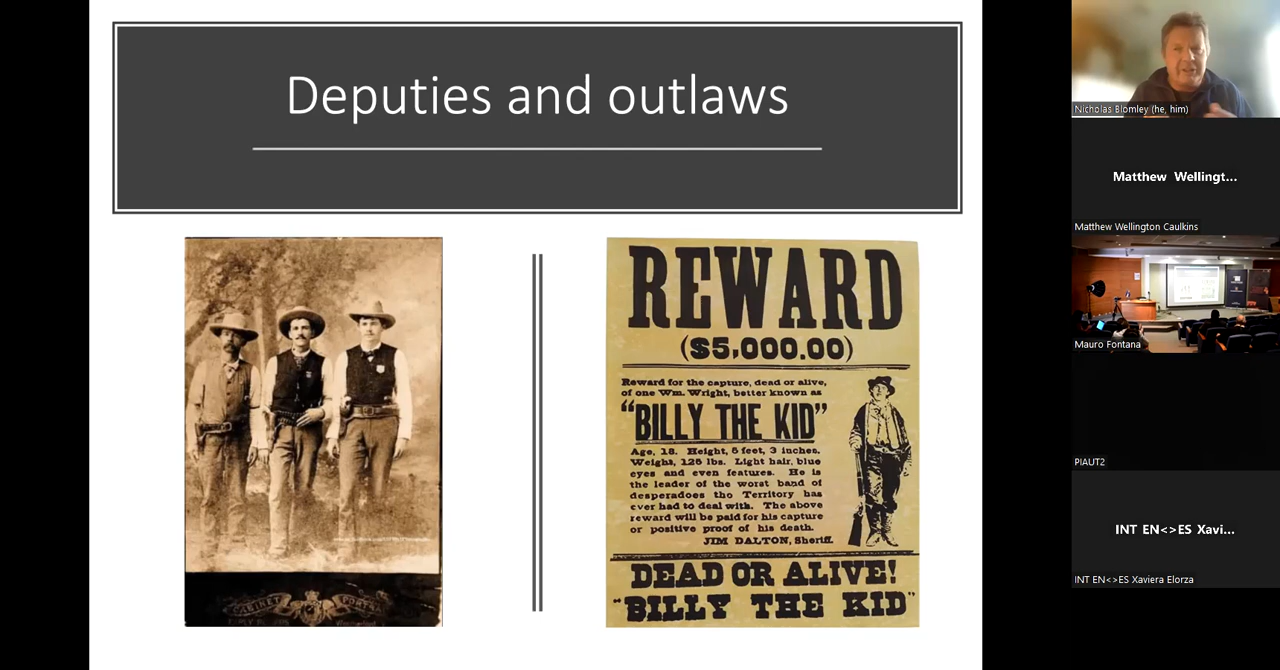 Deputies and outlaws
CABINET PORTRA
REWARD
($5,000.00)
Reward for the capture, dead or alive,
of one Wm. Wright, better known as
"BILLY THE KID"
Age, 18. Height, 5 feet, 3 inches.
Weight, 125 lbs. Light hair, blue
eyes and even features. He is
the leader of the worst band of
desperadoes the Territory has
ever had to deal with. The above
reward will be paid for his capture
or positive proof of his death.
JIM DALTON, Sheriff.
DEAD OR ALIVE!
"BILLY THE KID"
Nicholas Blomley (he, him)
Matthew Wellingt...
Matthew Wellington Caulkins
Mauro Fontana
PIAUT2
INT EN<>ES Xavi...
INT EN<>ES Xaviera Elorza